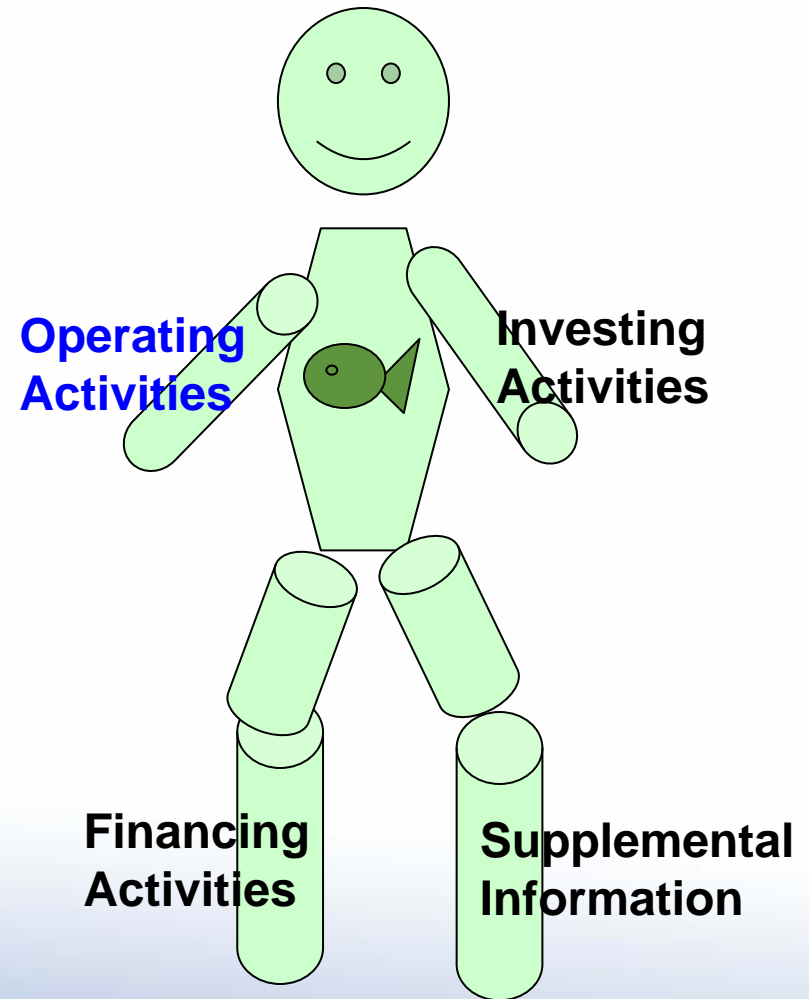 Operating
Activities
Investing
Activities
Financing
Activities
Supplemental
Information